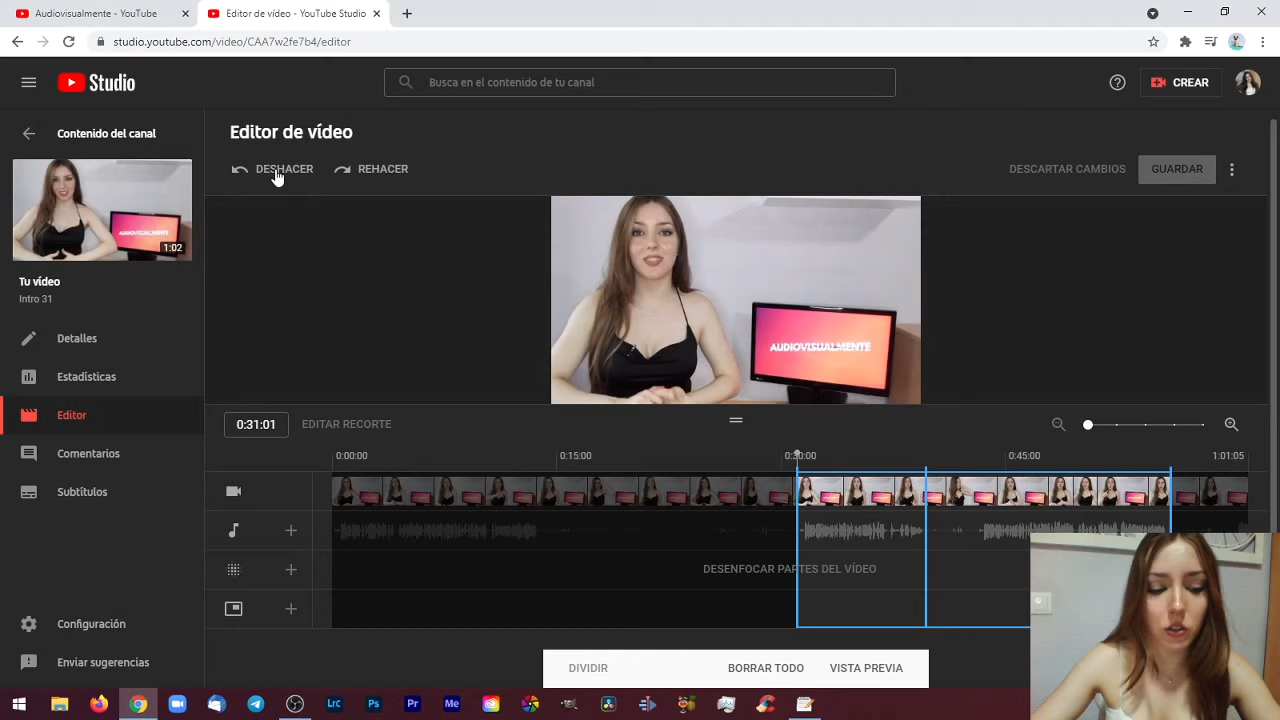 Audiovisualmente - YouTube
Editor de vídeo - YouTube Studio
studio.youtube.com/video/CAA7w2fe7b4/editor
Studio
Busca en el contenido de tu canal
CREAR
Contenido del canal
Editor de vídeo
DESHACER
REHACER
DESCARTAR CAMBIOS
GUARDAR
AUDIOVISUALMENTE
1:02
Tu vídeo
Intro 31
Detalles
Estadísticas
Editor
Comentarios
Subtítulos
Configuración
Enviar sugerencias
AUDIOVISUALMENTE
0:31:01
EDITAR RECORTE
0:00:00
0:15:00
0:30:00
0:45:00
1:01:05
DESENFOCAR PARTES DEL VÍDEO
DIVIDIR
BORRAR TODO
VISTA PREVIA
Lrc
Ps
Pr
Me